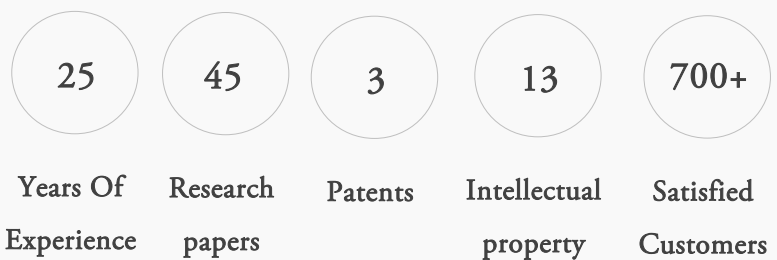 25 45 3 13 700+
Years Of Research Patents Intellectual Satisfied
Experience papers property Customers